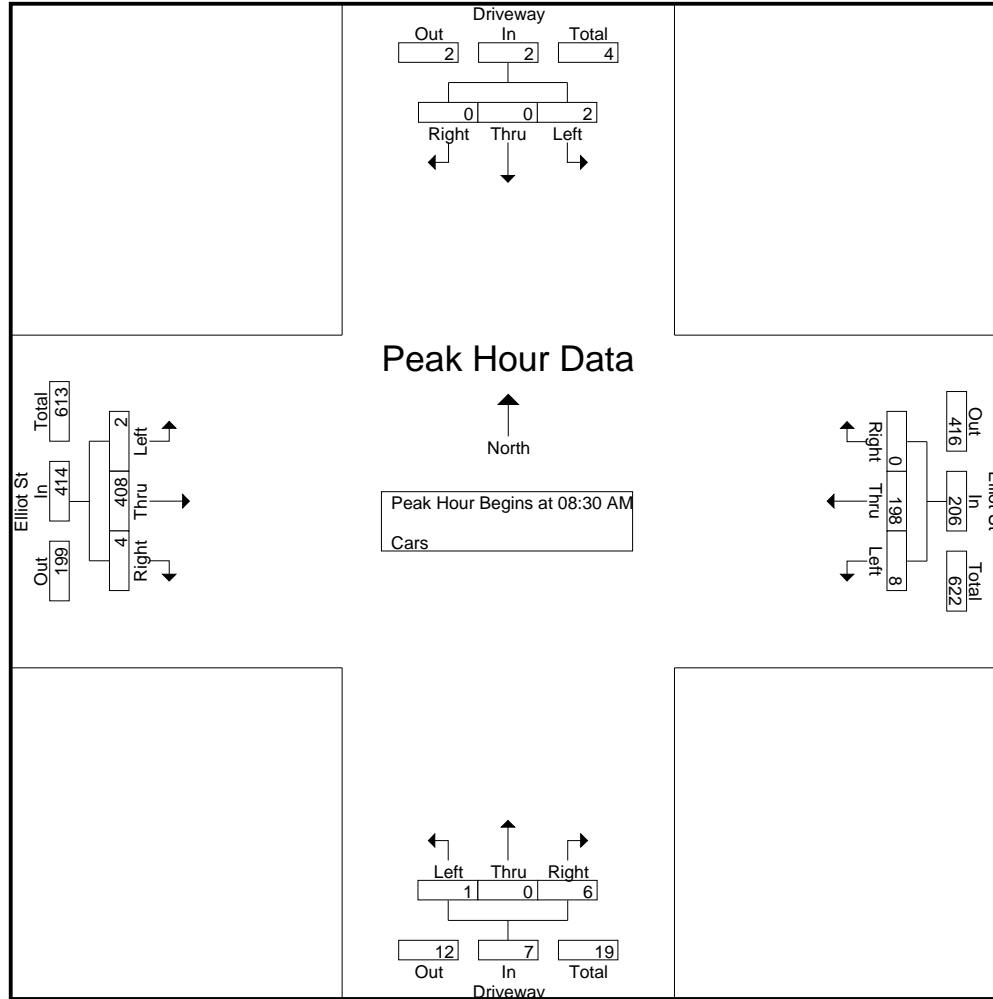 Driveway
Out In Total
2 2 4
0 0 2
Right Thru Left
Peak Hour Data
North
Peak Hour Begins at 08:30 AM
Cars
Elliot St
Total In Out
613 414 199
2 408 4
Left Thru Right
Right Thru Left
0 198 8
416 206 622
Out In Total
Elliot St
Left Thru Right
1 0 6
12 7 19
Out In Total
Driveway